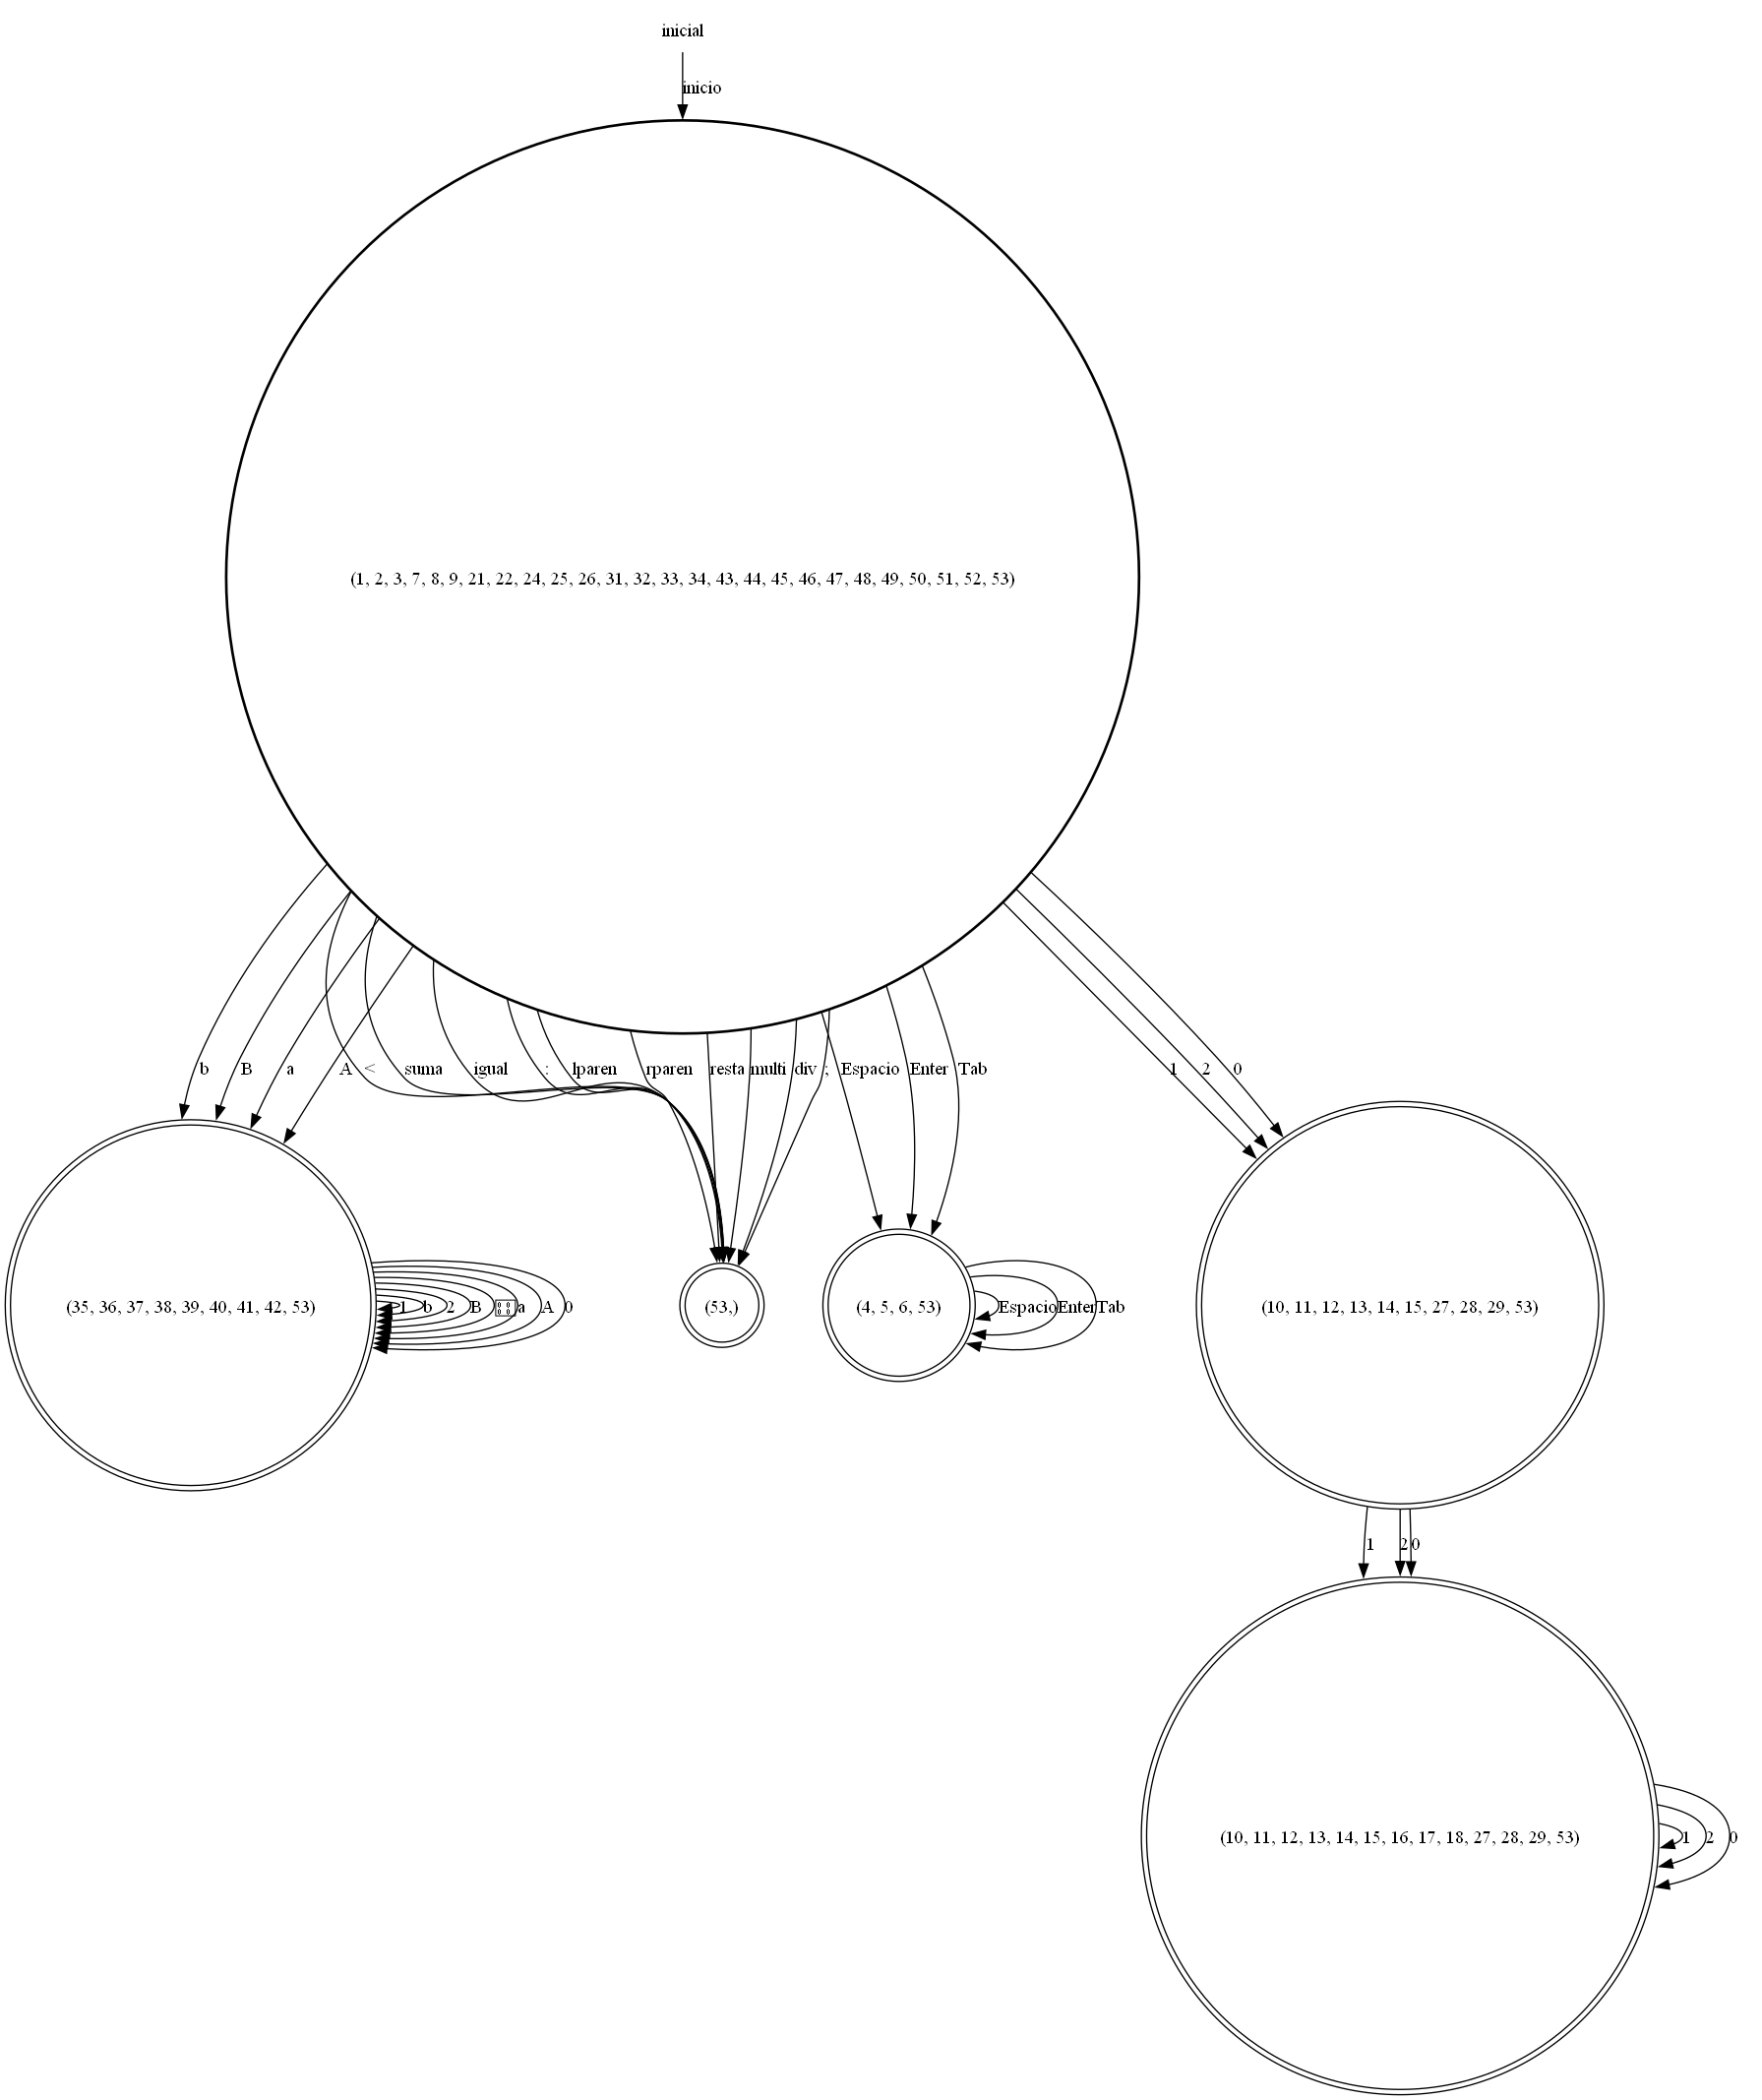 inicial
inicio
(1, 2, 3, 7, 8, 9, 21, 22, 24, 25, 26, 31, 32, 33, 34, 43, 44, 45, 46, 47, 48, 49, 50, 51, 52, 53)
b B a A < suma igual : lparen rparen resta multi div ; Espacio Enter Tab 1 2 0
(35, 36, 37, 38, 39, 40, 41, 42, 53) 1 b 2 B a A 0
(53,)
(4, 5, 6, 53) Espacio Enter Tab
(10, 11, 12, 13, 14, 15, 27, 28, 29, 53)
1 2 0
(10, 11, 12, 13, 14, 15, 16, 17, 18, 27, 28, 29, 53) 1 2 0